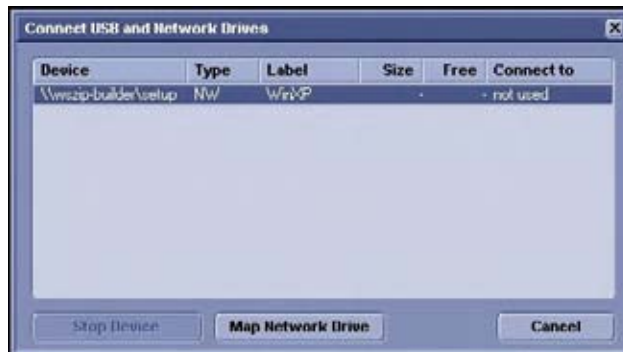 Connect USB and Network Drives
Device Type Label Size Free Connect to
\\wszip-builder\setup NW WinXP - - not used
Stop Device Map Network Drive Cancel